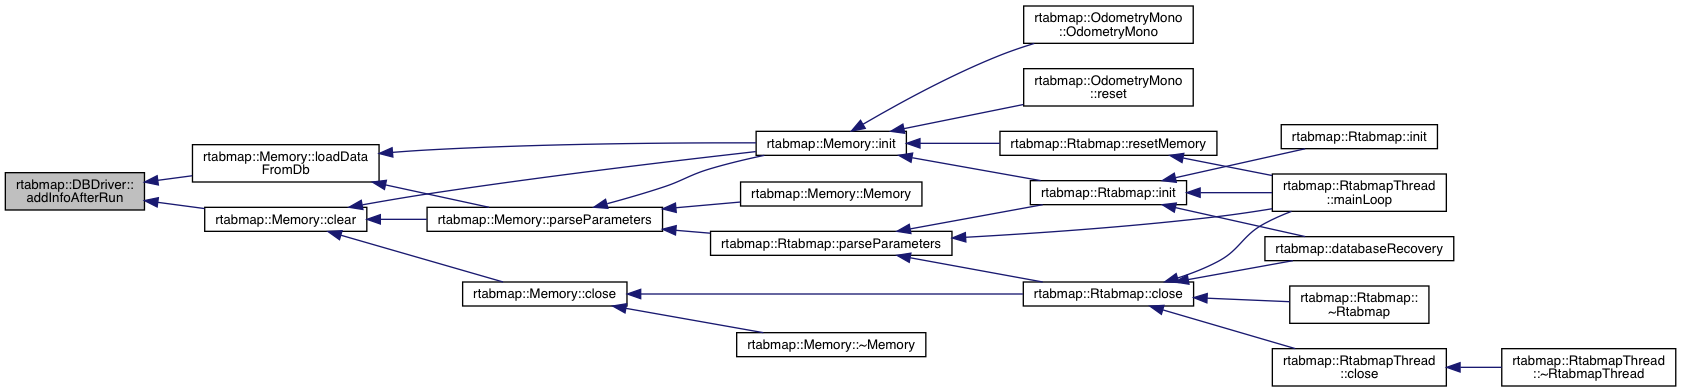 rtabmap::DBDriver::
addInfoAfterRun
rtabmap::Memory::loadData
FromDb
rtabmap::Memory::clear
rtabmap::Memory::parseParameters
rtabmap::Memory::close
rtabmap::Memory::init
rtabmap::Memory::Memory
rtabmap::Rtabmap::parseParameters
rtabmap::Memory::~Memory
rtabmap::OdometryMono
::OdometryMono
rtabmap::OdometryMono
::reset
rtabmap::Rtabmap::resetMemory
rtabmap::Rtabmap::init
rtabmap::Rtabmap::close
rtabmap::Rtabmap::init
rtabmap::RtabmapThread
::mainLoop
rtabmap::databaseRecovery
rtabmap::Rtabmap::
~Rtabmap
rtabmap::RtabmapThread
::close
rtabmap::RtabmapThread
::~RtabmapThread